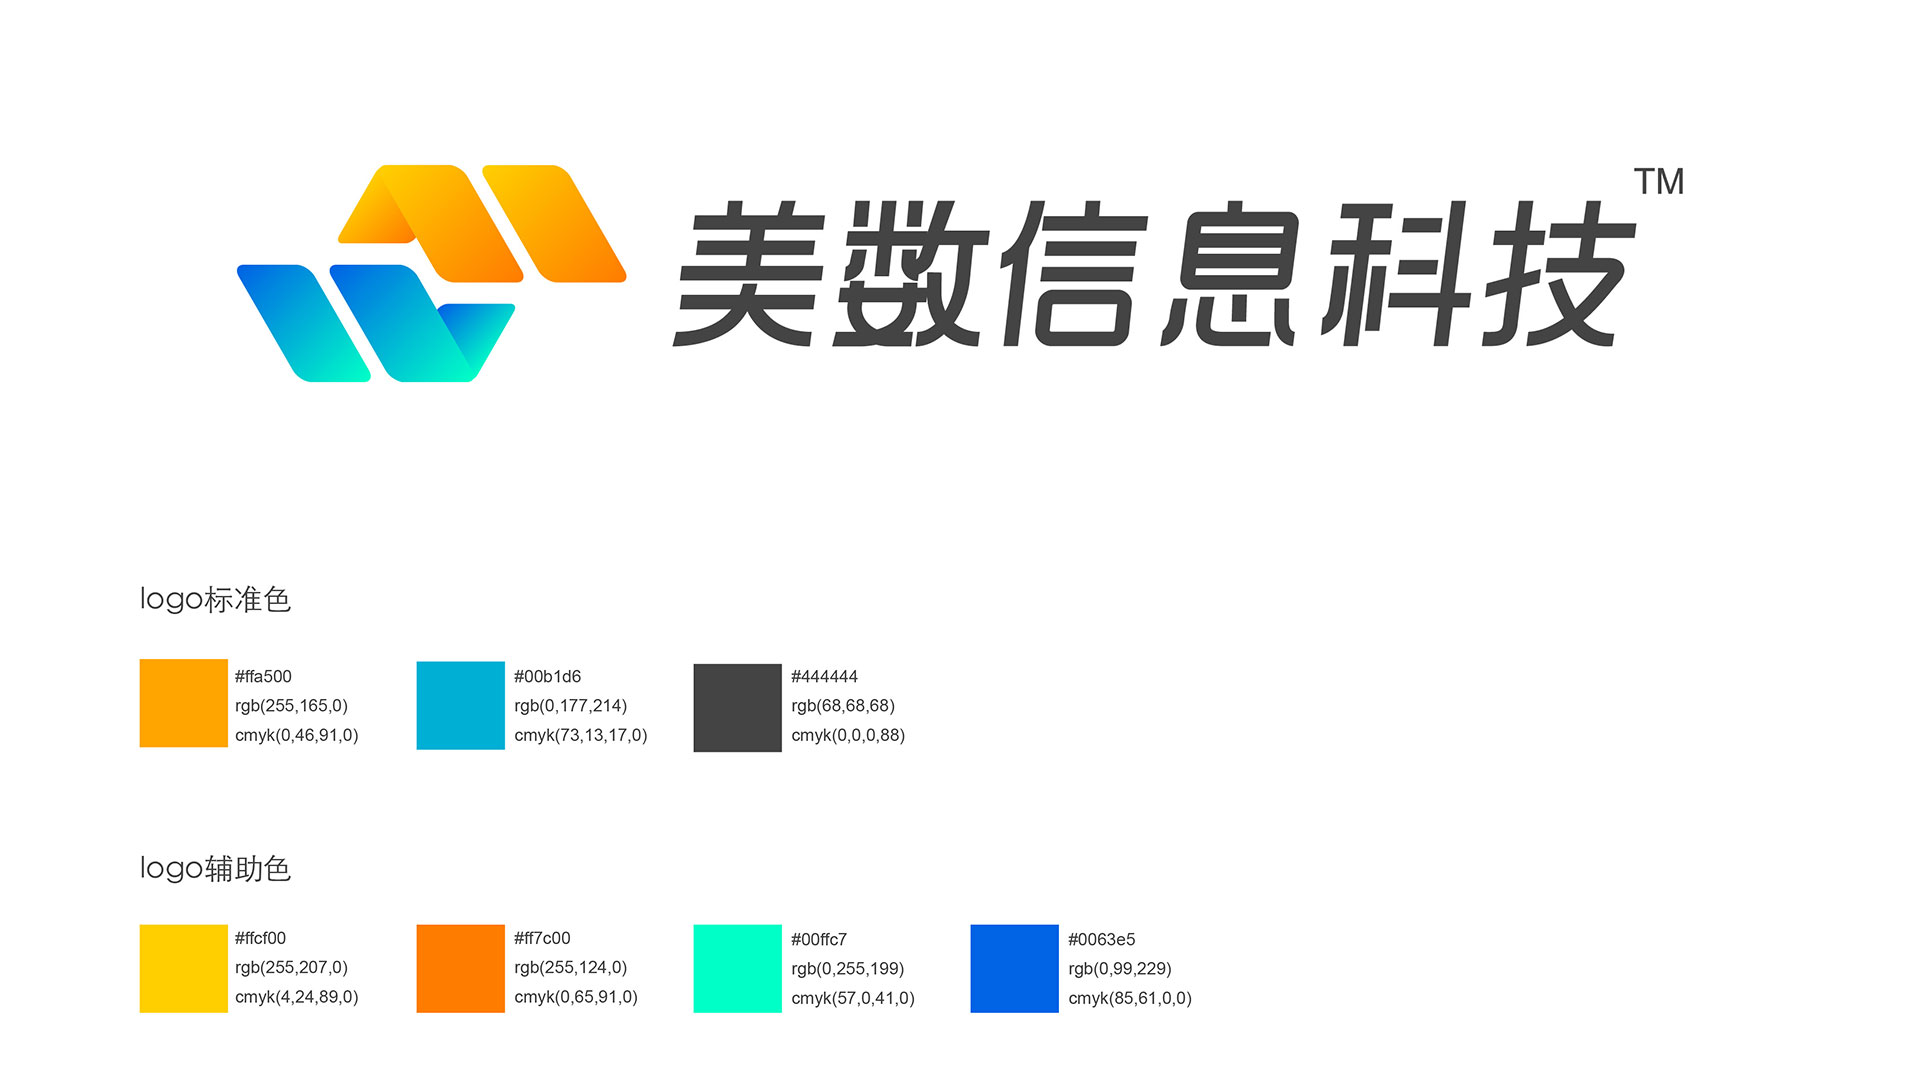 美数信息科技 TM
logo标准色
#ffa500
rgb(255,165,0)
cmyk(0,46,91,0)
#00b1d6
rgb(0,177,214)
cmyk(73,13,17,0)
#444444
rgb(68,68,68)
cmyk(0,0,0,88)
logo辅助色
#ffcf00
rgb(255,207,0)
cmyk(4,24,89,0)
#ff7c00
rgb(255,124,0)
cmyk(0,65,91,0)
#00ffc7
rgb(0,255,199)
cmyk(57,0,41,0)
#0063e5
rgb(0,99,229)
cmyk(85,61,0,0)